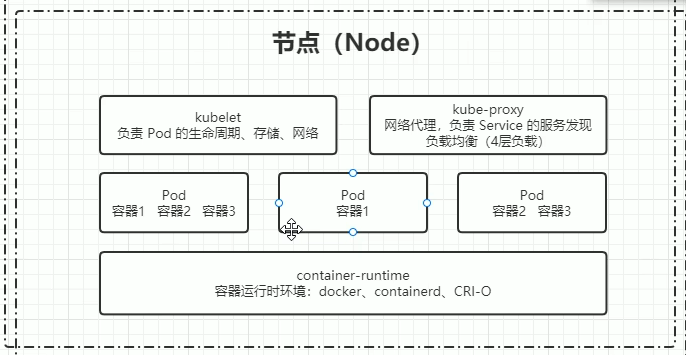 节点（Node）
kubelet
负责 Pod 的生命周期、存储、网络
kube-proxy
网络代理，负责 Service 的服务发现
负载均衡（4层负载）
Pod
容器1 容器2 容器3
Pod
容器1
Pod
容器2 容器3
container-runtime
容器运行时环境：docker、containerd、CRI-O